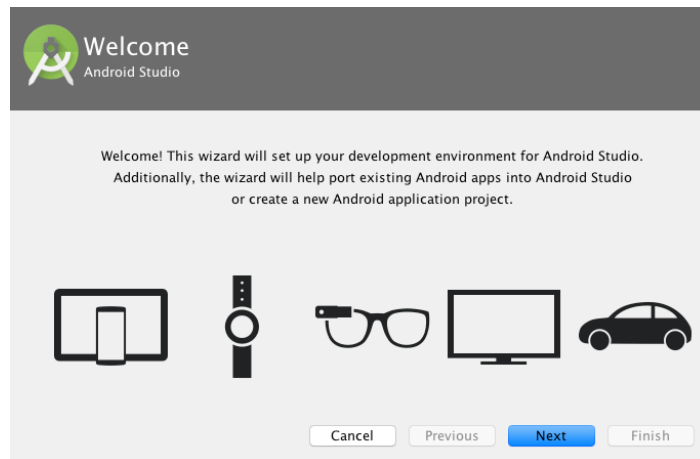 Welcome
Android Studio
Welcome! This wizard will set up your development environment for Android Studio.
Additionally, the wizard will help port existing Android apps into Android Studio
or create a new Android application project.
Cancel
Previous
Next
Finish